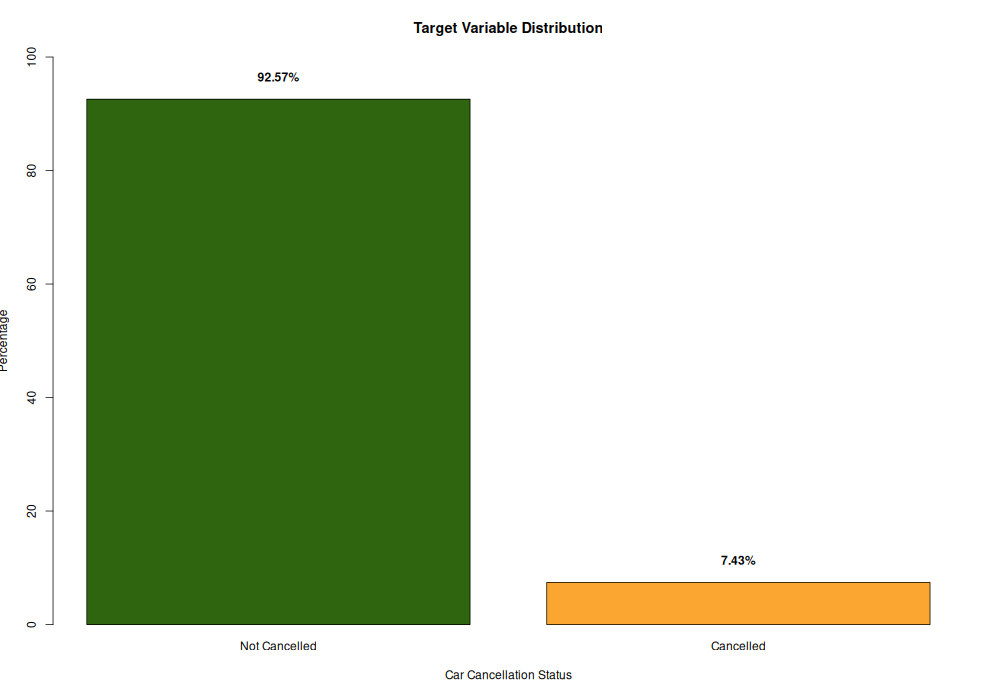 Target Variable Distribution
100
80
60
40
20
0
Percentage
92.57%
7.43%
Not Cancelled
Cancelled
Car Cancellation Status